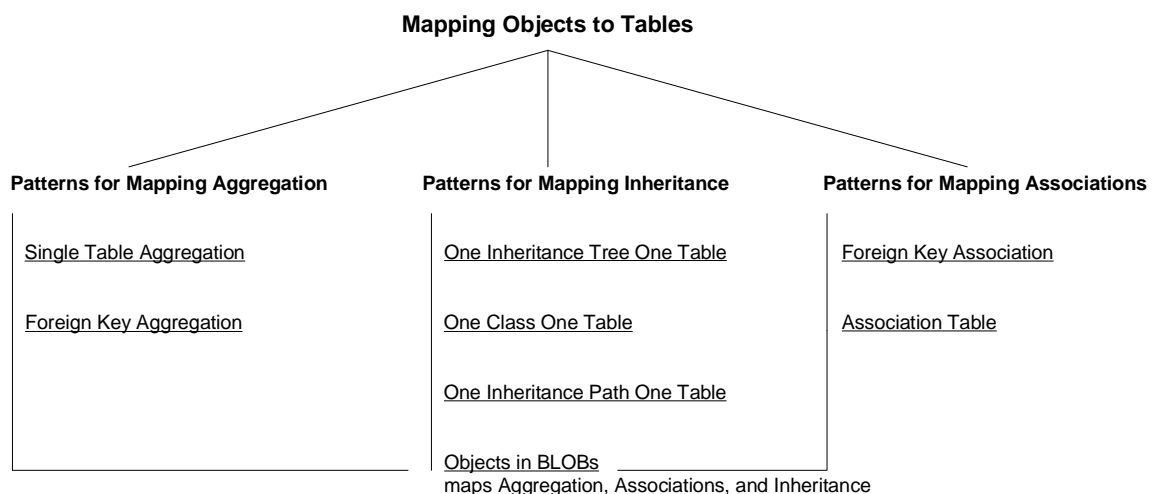 Mapping Objects to Tables
Patterns for Mapping Aggregation
Single Table Aggregation
Foreign Key Aggregation
Patterns for Mapping Inheritance
One Inheritance Tree One Table
One Class One Table
One Inheritance Path One Table
Objects in BLOBs
maps Aggregation, Associations, and Inheritance
Patterns for Mapping Associations
Foreign Key Association
Association Table